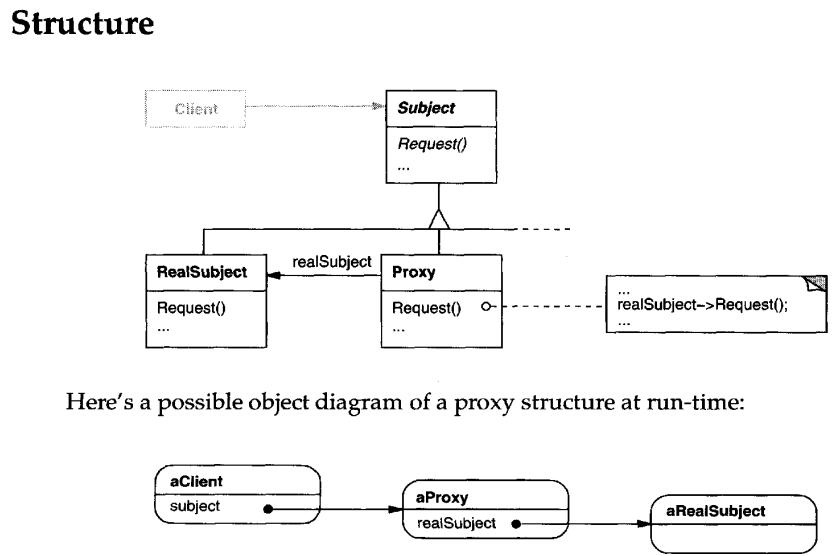 Structure
Client
Subject
Request()
...
RealSubject
realSubject
Proxy
Request()
...
Request()
...
...
realSubject->Request();
...
Here's a possible object diagram of a proxy structure at run-time:
aClient
subject
aProxy
realSubject
aRealSubject